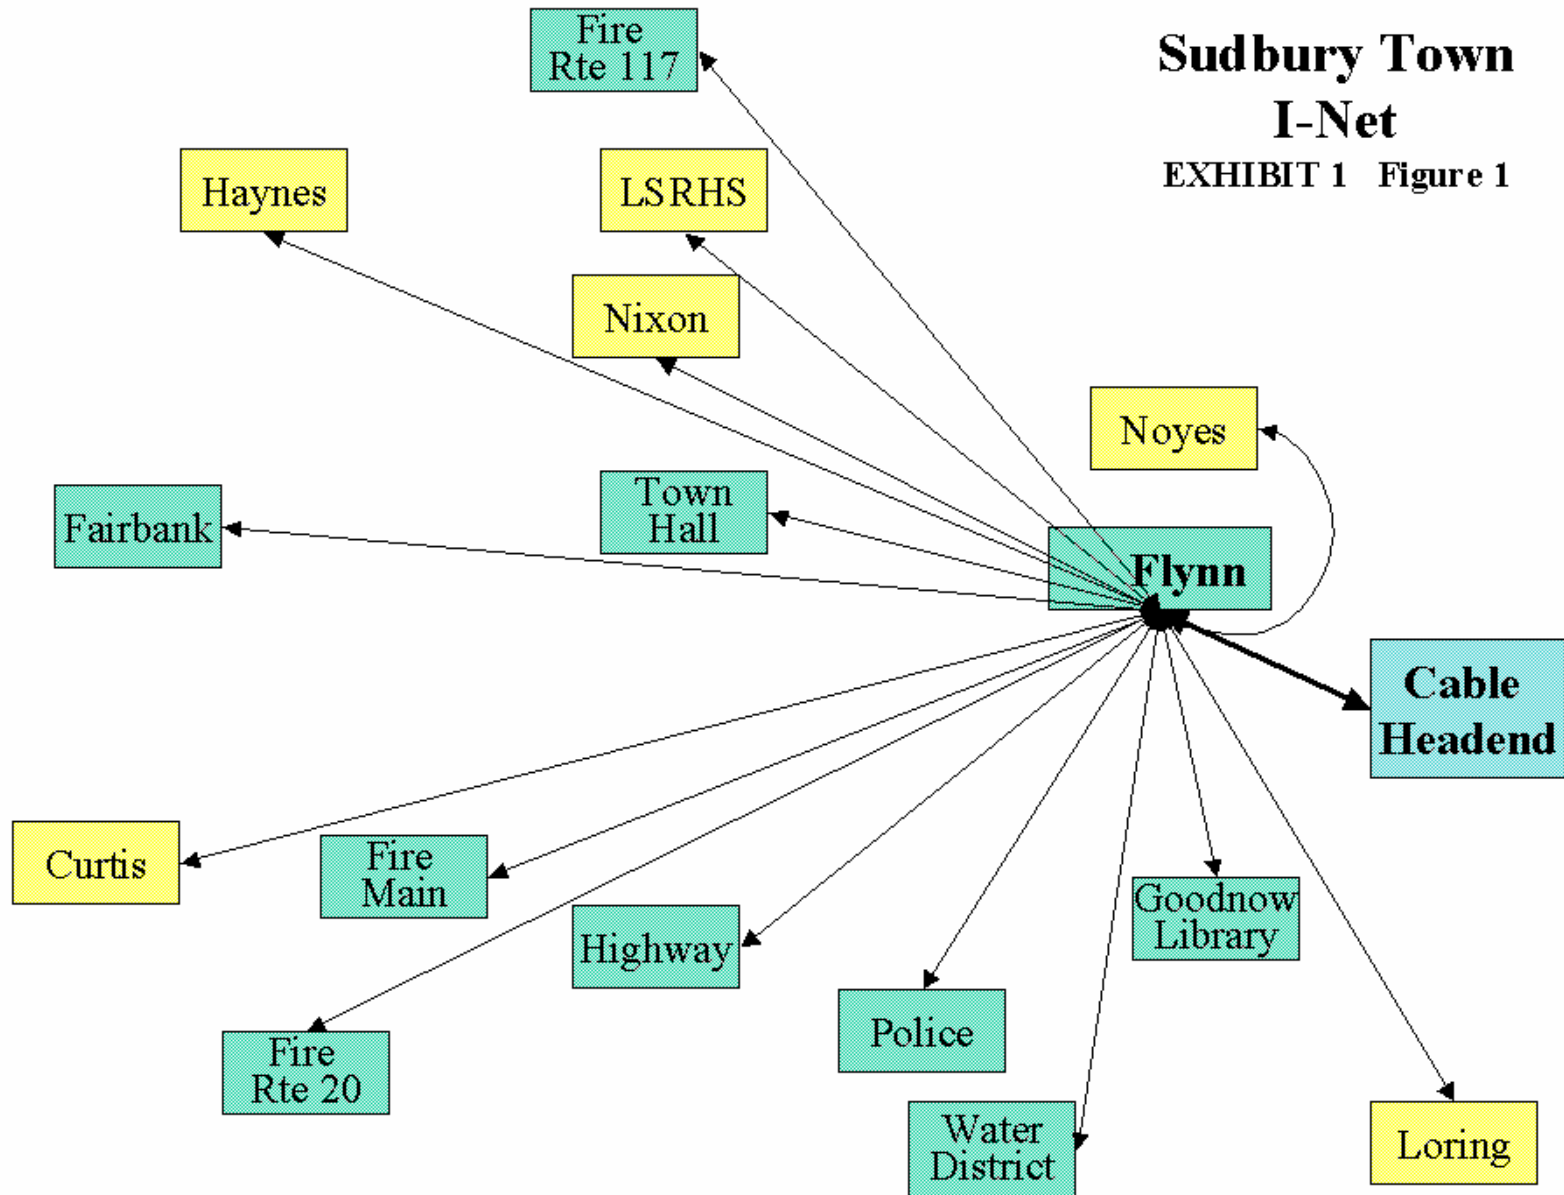 Fire
Rte 117
Sudbury Town
I-Net
EXHIBIT 1 Figure 1
Haynes
LSRHS
Nixon
Noyes
Fairbank
Town
Hall
Flynn
Cable
Headend
Curtis
Fire
Main
Highway
Goodnow
Library
Police
Fire
Rte 20
Water
District
Loring